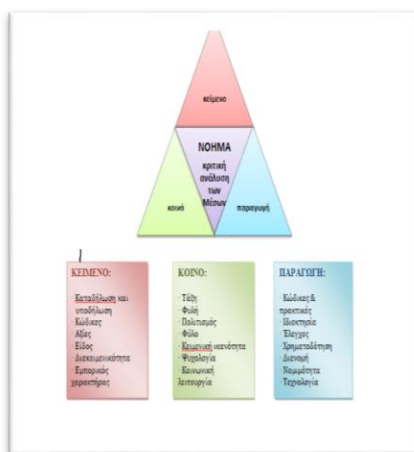 κείμενο
ΝΟΗΜΑ
κριτική
ανάλυση
των
Μέσων
κοινό
παραγωγή
ΚΕΙΜΕΝΟ:
· Καταδήλωση και
υποδήλωση
· Κώδικες
· Αξίες
· Είδος
· Διακειμενικότητα
· Εμπορικός
χαρακτήρας
ΚΟΙΝΟ:
· Τάξη
· Φυλή
· Πολιτισμός
· Φύλο
· Κειμενική ικανότητα
· Ψυχολογία
· Κοινωνική
λειτουργία
ΠΑΡΑΓΩΓΗ:
· Κώδικες &
πρακτικές
· Ιδιοκτησία
· Έλεγχος
· Χρηματοδότηση
· Διανομή
· Νομιμότητα
· Τεχνολογία